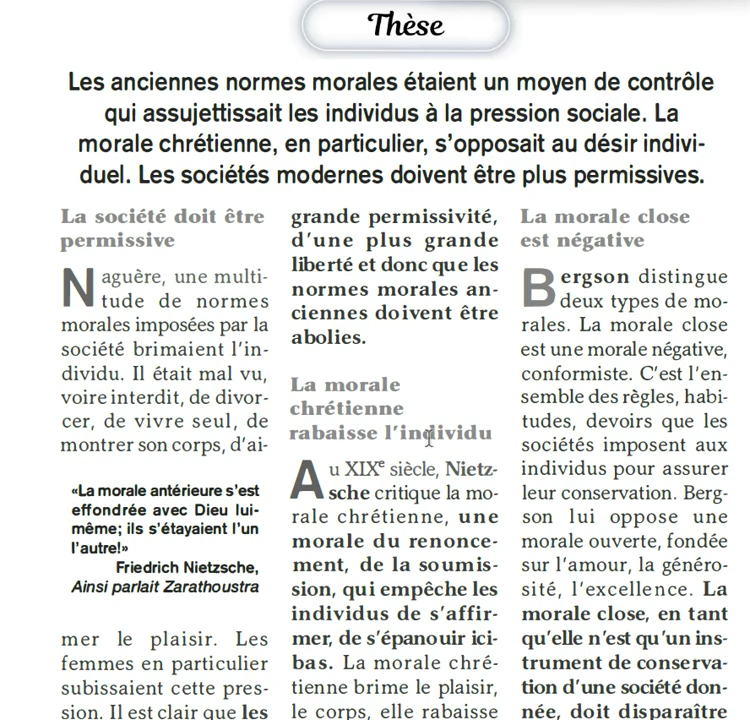 Thèse
Les anciennes normes morales étaient un moyen de contrôle
qui assujettissait les individus à la pression sociale. La
morale chrétienne, en particulier, s'opposait au désir indivi-
duel. Les sociétés modernes doivent être plus permissives.
La société doit être
permissive
Naguère, une multi-
tude de normes
morales imposées par la
société brimaient l'in-
dividu. Il était mal vu,
voire interdit, de divor-
cer, de vivre seul, de
montrer son corps, d'ai-
«La morale antérieure s'est
effondrée avec Dieu lui-
même; ils s'étayaient l'un
l'autre!»
Friedrich Nietzsche,
Ainsi parlait Zarathoustra
mer le plaisir. Les
femmes en particulier
subissaient cette pres-
sion. Il est clair que les
grande permissivité,
d'une plus grande
liberté et donc que les
normes morales an-
ciennes doivent être
abolies.
La morale
chrétienne
rabaisse l'individu
Au XIXe siècle, Nietz-
sche critique la mo-
rale chrétienne, une
morale du renonce-
ment, de la soumis-
sion, qui empêche les
individus de s'affir-
mer, de s'épanouir ici-
bas. La morale chré-
tienne brime le plaisir,
le corps, elle rabaisse
La morale close
est négative
Bergson distingue
deux types de mo-
rales. La morale close
est une morale négative,
conformiste. C'est l'en-
semble des règles, habi-
tudes, devoirs que les
sociétés imposent aux
individus pour assurer
leur conservation. Berg-
son lui oppose une
morale ouverte, fondée
sur l'amour, la généro-
sité, l'excellence. La
morale close, en tant
qu'elle n'est qu'un ins-
trument de conserva-
tion d'une société don-
née, doit disparaître